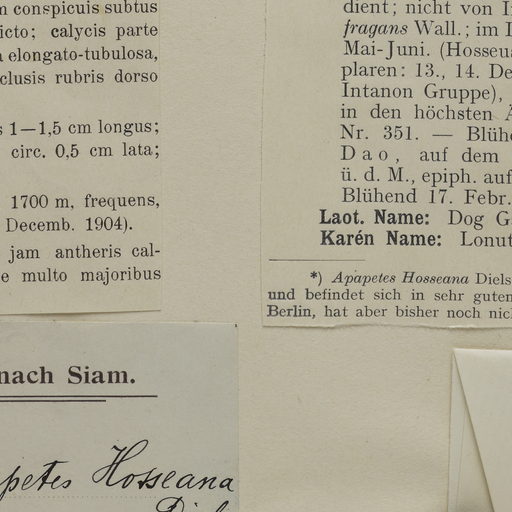 conspicuis subtus
icto; calycis parte
elongato-tubulosa,
clusis rubris dorso
1—1,5 cm longus;
circ. 0,5 cm lata;
1700 m, frequens,
Decemb. 1904).
jam antheris cal-
e multo majoribus
dient; nicht von I
fragans Wall.; im I
Mai-Juni. (Hosseus
plaren: 13., 14. De
Intanon Gruppe),
in den höchsten
Nr. 351. — Blühe
Dao, auf dem
ü. d. M., epiph. auf
Blühend 17. Febr.
Laot. Name: Dog G
Karén Name: Lonut
*) Apapetes Hosseana Diels
und befindet sich in sehr guten
Berlin, hat aber bisher noch nic
nach Siam.
petes Hosseana